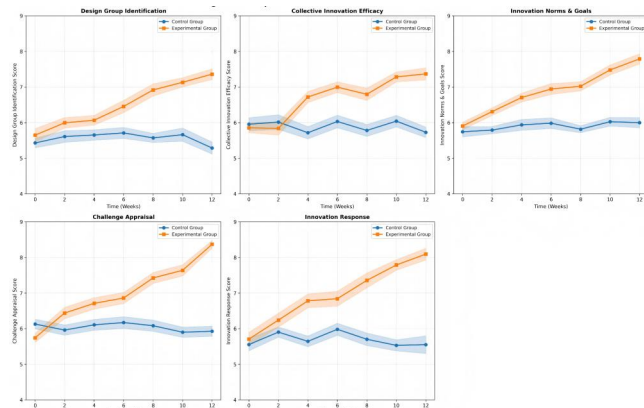 Design Group Identification
Control Group
Experimental Group
Design Group Identification Score
9
8
7
6
5
4
0 2 4 6 8 10 12
Time (Weeks)
Collective Innovation Efficacy
Control Group
Experimental Group
Collective Innovation Efficacy Score
9
8
7
6
5
4
0 2 4 6 8 10 12
Time (Weeks)
Innovation Norms & Goals
Control Group
Experimental Group
Innovation Norms & Goals Score
9
8
7
6
5
4
0 2 4 6 8 10 12
Time (Weeks)
Challenge Appraisal
Control Group
Experimental Group
Challenge Appraisal Score
9
8
7
6
5
4
0 2 4 6 8 10 12
Innovation Response
Control Group
Experimental Group
Innovation Response Score
9
8
7
6
5
4
0 2 4 6 8 10 12